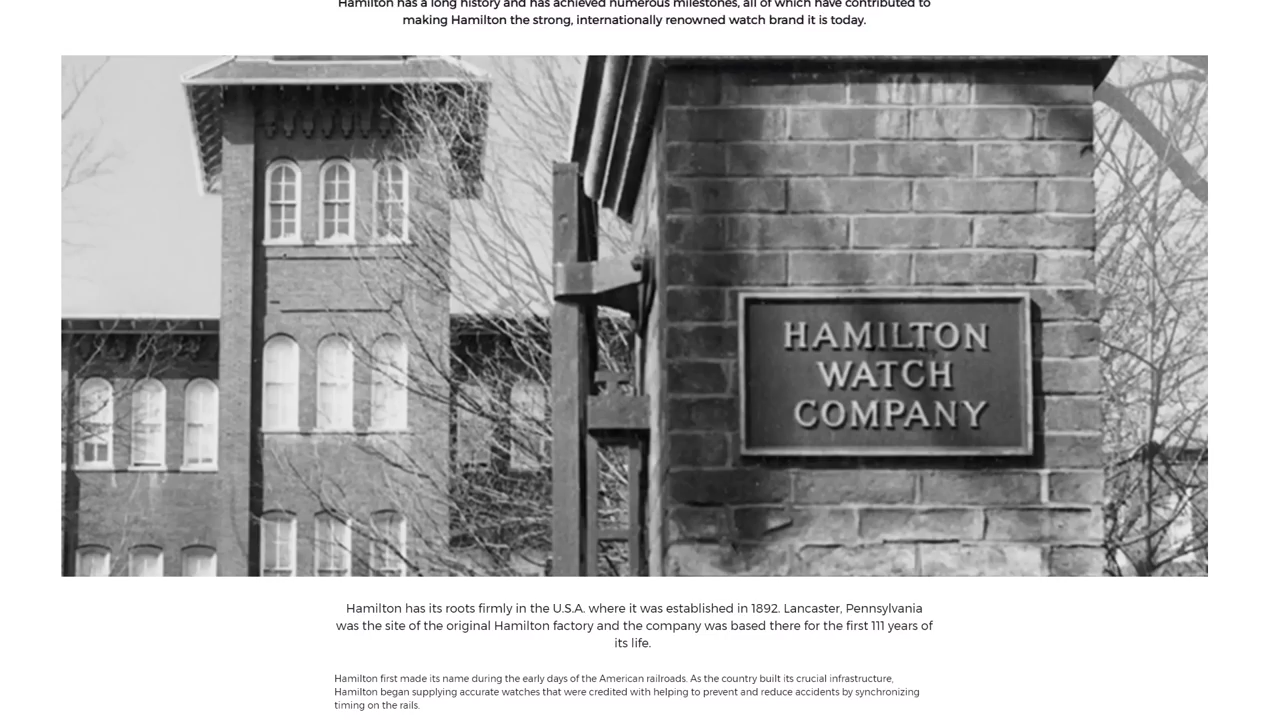 Hamilton has a long history and has achieved numerous milestones, all of which have contributed to
making Hamilton the strong, internationally renowned watch brand it is today.
HAMILTON
WATCH
COMPANY
Hamilton has its roots firmly in the U.S.A. where it was established in 1892. Lancaster, Pennsylvania
was the site of the original Hamilton factory and the company was based there for the first 111 years of
its life.
Hamilton first made its name during the early days of the American railroads. As the country built its crucial infrastructure,
Hamilton began supplying accurate watches that were credited with helping to prevent and reduce accidents by synchronizing
timing on the rails.